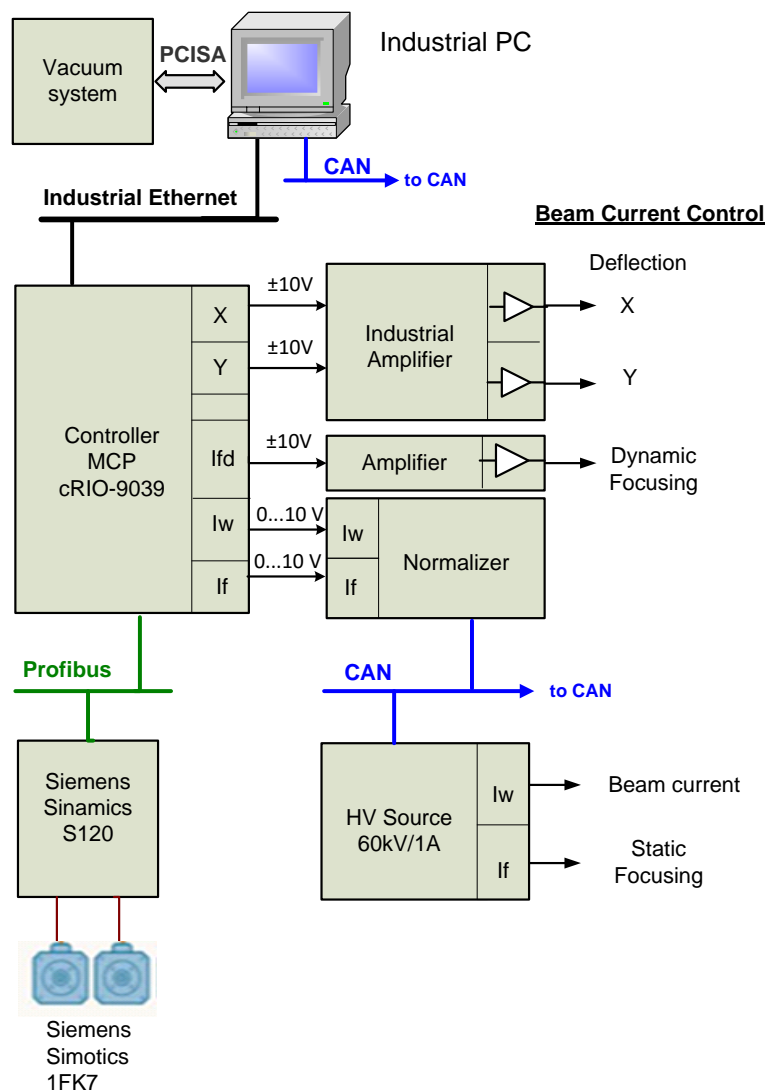 Industrial PC
Vacuum
system
PCISA
CAN
to CAN
Industrial Ethernet
Beam Current Control
Deflection
Controller
MCP
cRIO-9039
X
Y
Ifd
Iw
If
±10V
±10V
±10V
0...10 V
0...10 V
Industrial
Amplifier
X
Y
Amplifier
Dynamic
Focusing
Iw
If
Normalizer
Profibus
CAN
to CAN
Siemens
Sinamics
S120
HV Source
60kV/1A
Iw
If
Beam current
Static
Focusing
Siemens
Simotics
1FK7